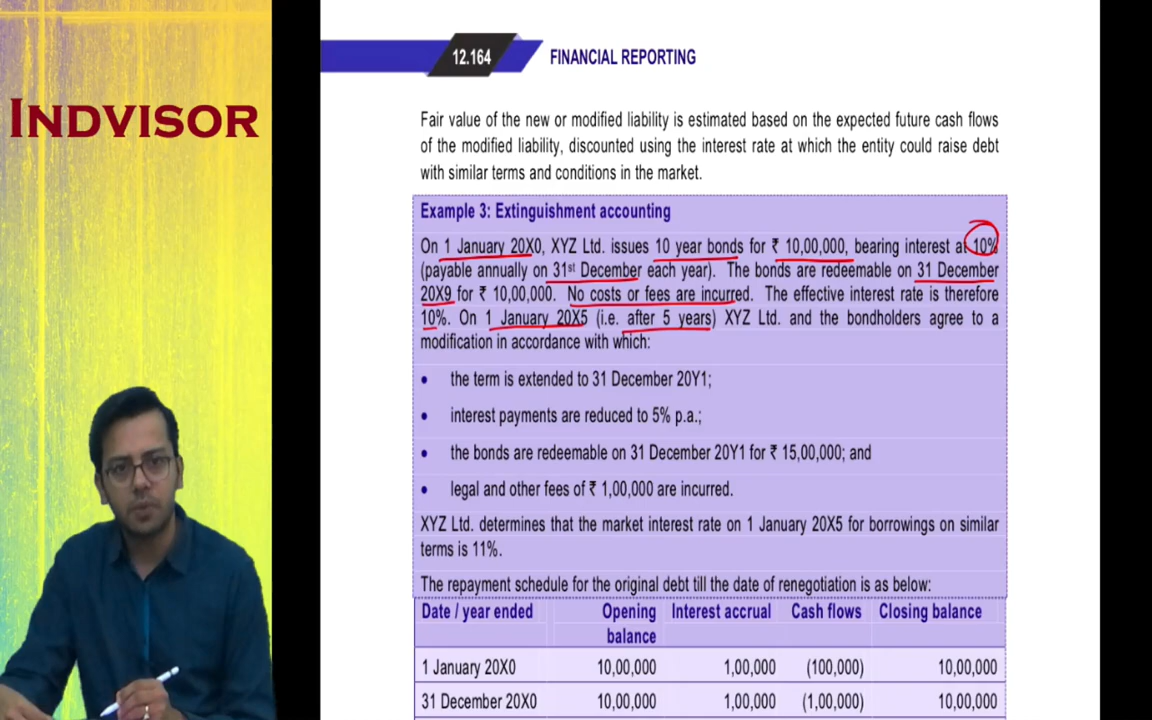 INDVISOR
12.164 FINANCIAL REPORTING
Fair value of the new or modified liability is estimated based on the expected future cash flows
of the modified liability, discounted using the interest rate at which the entity could raise debt
with similar terms and conditions in the market.
Example 3: Extinguishment accounting
On 1 January 20X0, XYZ Ltd. issues 10 year bonds for ₹ 10,00,000, bearing interest at 10%
(payable annually on 31st December each year). The bonds are redeemable on 31 December
20X9 for ₹ 10,00,000. No costs or fees are incurred. The effective interest rate is therefore
10%. On 1 January 20X5 (i.e. after 5 years) XYZ Ltd. and the bondholders agree to a
modification in accordance with which:
• the term is extended to 31 December 20Y1;
• interest payments are reduced to 5% p.a.;
• the bonds are redeemable on 31 December 20Y1 for ₹ 15,00,000; and
• legal and other fees of ₹ 1,00,000 are incurred.
XYZ Ltd. determines that the market interest rate on 1 January 20X5 for borrowings on similar
terms is 11%.
The repayment schedule for the original debt till the date of renegotiation is as below:
Date / year ended Opening balance Interest accrual Cash flows Closing balance
1 January 20X0 10,00,000 1,00,000 (100,000) 10,00,000
31 December 20X0 10,00,000 1,00,000 (1,00,000) 10,00,000